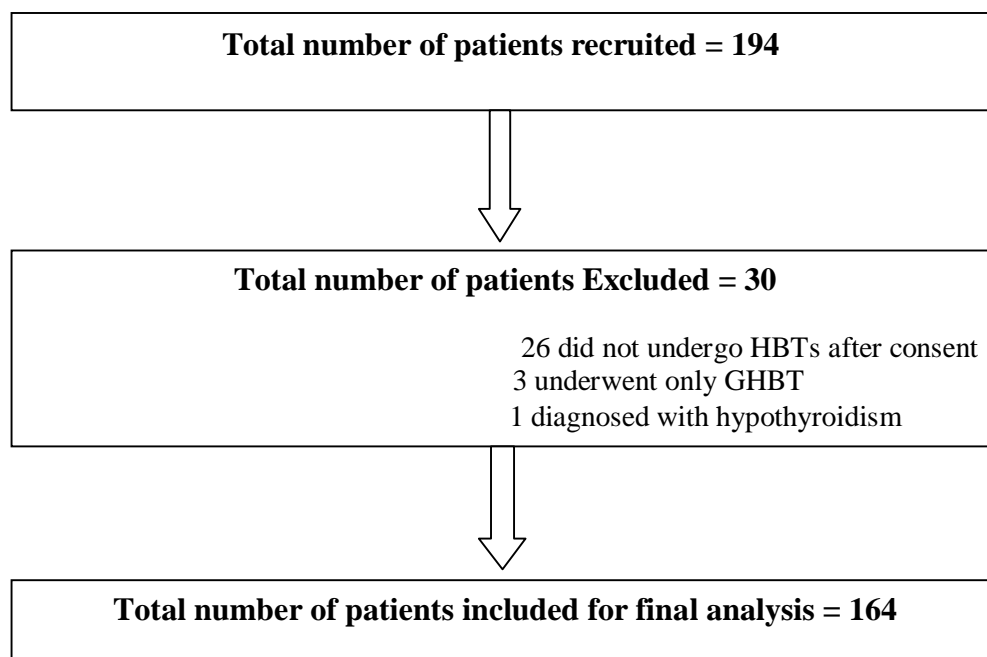 Total number of patients recruited = 194
Total number of patients Excluded = 30
26 did not undergo HBTs after consent
3 underwent only GHBT
1 diagnosed with hypothyroidism
Total number of patients included for final analysis = 164